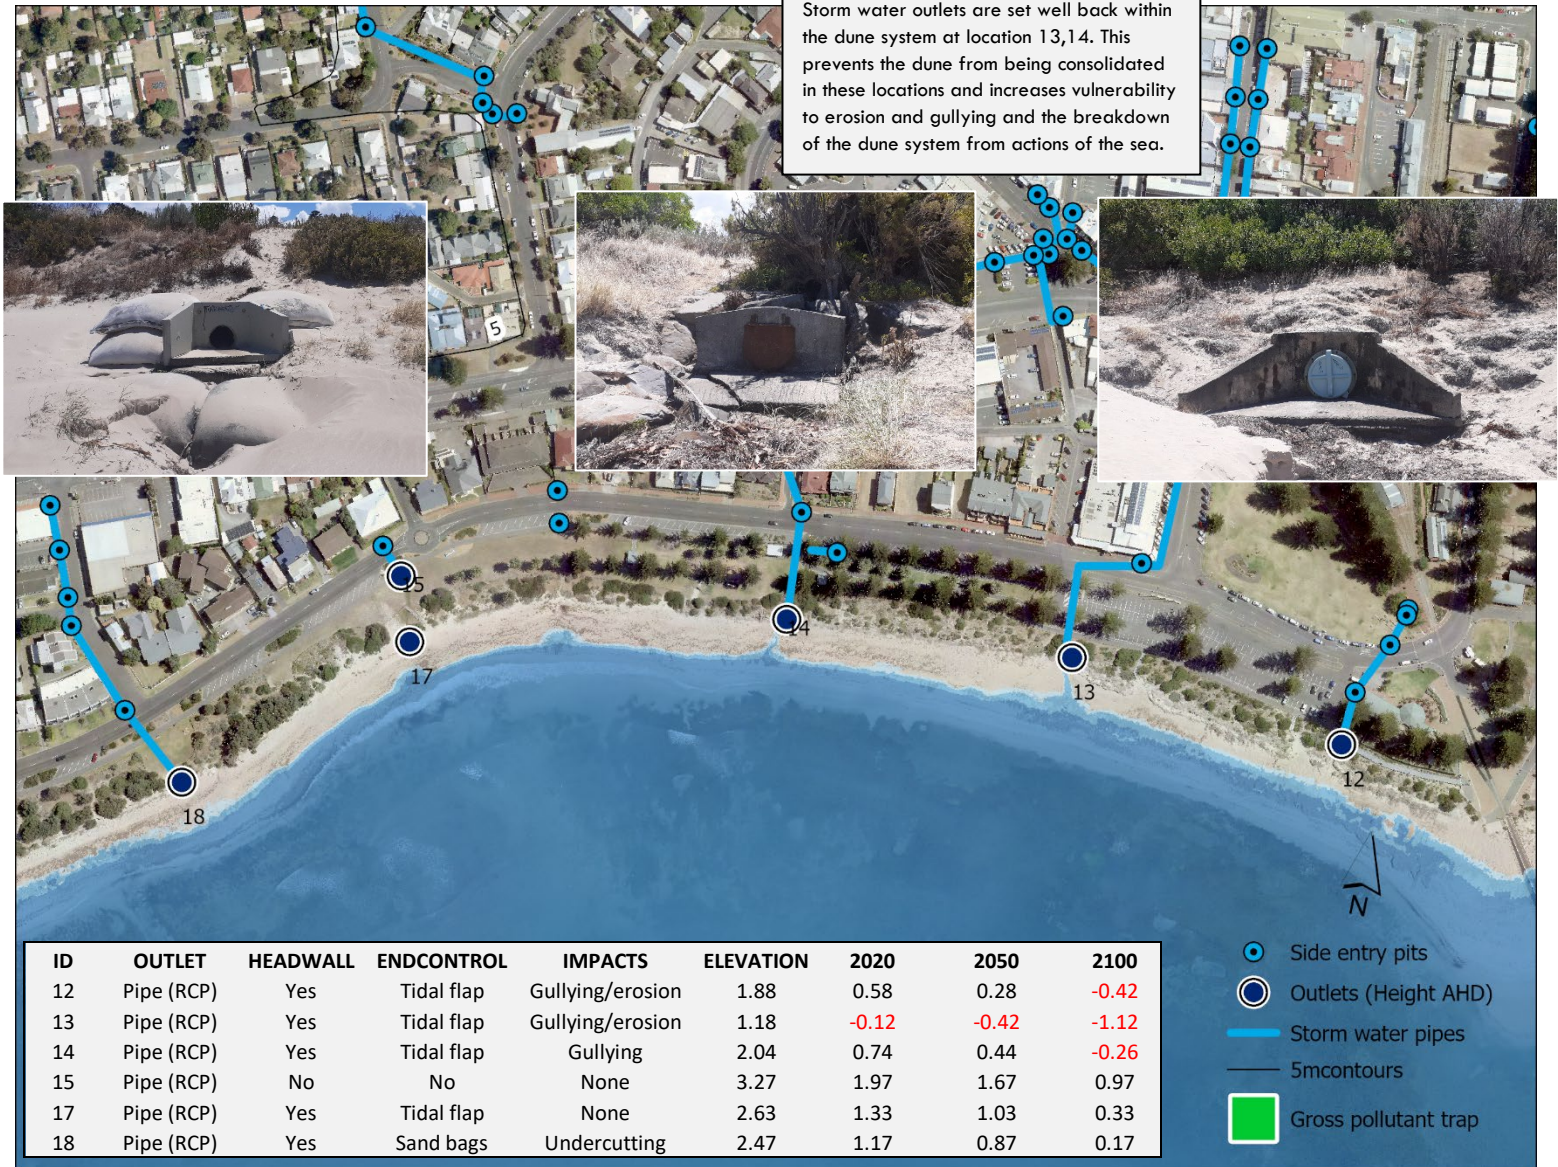 Storm water outlets are set well back within
the dune system at location 13,14. This
prevents the dune from being consolidated
in these locations and increases vulnerability
to erosion and gullying and the breakdown
of the dune system from actions of the sea.
5
15
14
17
13
12
18
N
ID OUTLET HEADWALL ENDCONTROL IMPACTS ELEVATION 2020 2050 2100
12 Pipe (RCP) Yes Tidal flap Gullying/erosion 1.88 0.58 0.28 -0.42
13 Pipe (RCP) Yes Tidal flap Gullying/erosion 1.18 -0.12 -0.42 -1.12
14 Pipe (RCP) Yes Tidal flap Gullying 2.04 0.74 0.44 -0.26
15 Pipe (RCP) No No None 3.27 1.97 1.67 0.97
17 Pipe (RCP) Yes Tidal flap None 2.63 1.33 1.03 0.33
18 Pipe (RCP) Yes Sand bags Undercutting 2.47 1.17 0.87 0.17
Side entry pits
Outlets (Height AHD)
Storm water pipes
5mcontours
Gross pollutant trap